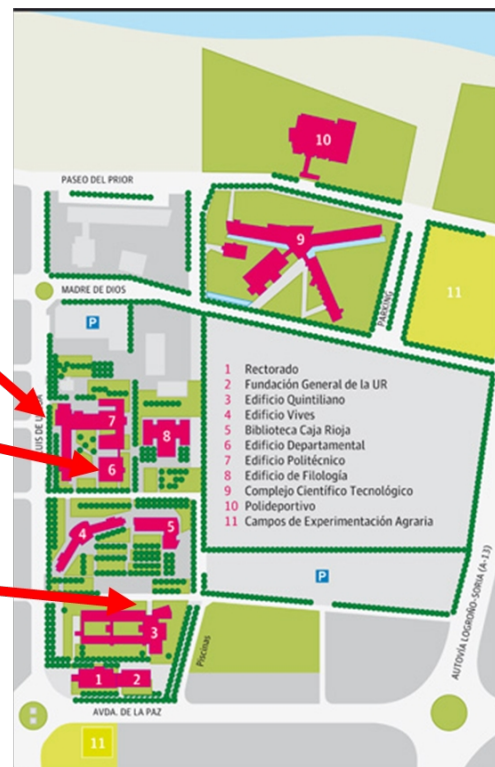 10
PASEO DEL PRIOR
9
MADRE DE DIOS
PARKING
11
P
1 Rectorado
2 Fundación General de la UR
3 Edificio Quintiliano
4 Edificio Vives
5 Biblioteca Caja Rioja
6 Edificio Departamental
7 Edificio Politécnico
8 Edificio de Filología
9 Complejo Científico Tecnológico
10 Polideportivo
11 Campos de Experimentación Agraria
7
8
6
5
4
P
AUTOVÍA LOGROÑO-SORIA (A-13)
3
Piscinas
1
2
AVDA. DE LA PAZ
11